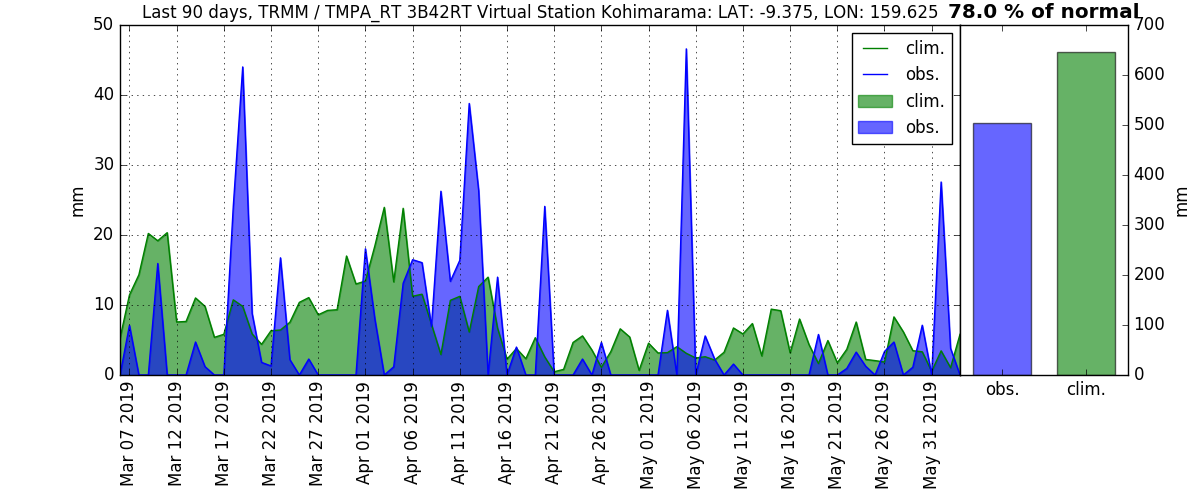 Last 90 days, TRMM / TMPA_RT 3B42RT Virtual Station Kohimarama: LAT: -9.375, LON: 159.625
78.0 % of normal
50
40
30
20
10
0
mm
clim.
obs.
clim.
obs.
Mar 07 2019
Mar 12 2019
Mar 17 2019
Mar 22 2019
Mar 27 2019
Apr 01 2019
Apr 06 2019
Apr 11 2019
Apr 16 2019
Apr 21 2019
Apr 26 2019
May 01 2019
May 06 2019
May 11 2019
May 16 2019
May 21 2019
May 26 2019
May 31 2019
obs.
clim.
700
600
500
400
300
200
100
0
mm